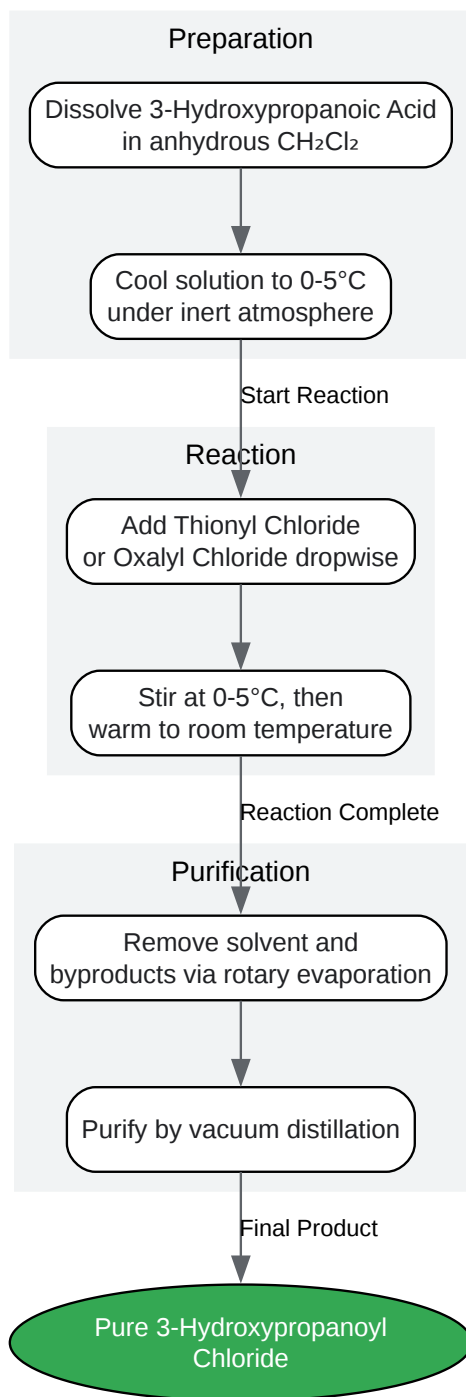 Preparation
Dissolve 3-Hydroxypropanoic Acid
in anhydrous CH₂Cl₂
Cool solution to 0-5°C
under inert atmosphere
Start Reaction
Reaction
Add Thionyl Chloride
or Oxalyl Chloride dropwise
Stir at 0-5°C, then
warm to room temperature
Reaction Complete
Purification
Remove solvent and
byproducts via rotary evaporation
Purify by vacuum distillation
Final Product
Pure 3-Hydroxypropanoyl
Chloride